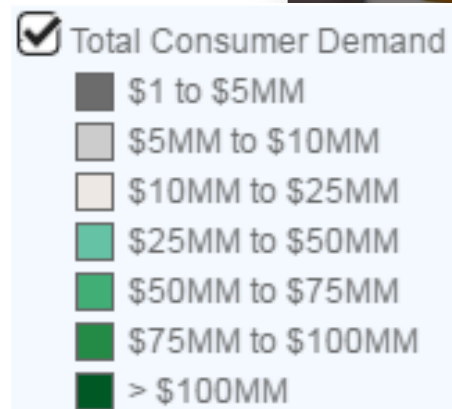 Total Consumer Demand
$1 to $5MM
$5MM to $10MM
$10MM to $25MM
$25MM to $50MM
$50MM to $75MM
$75MM to $100MM
> $100MM